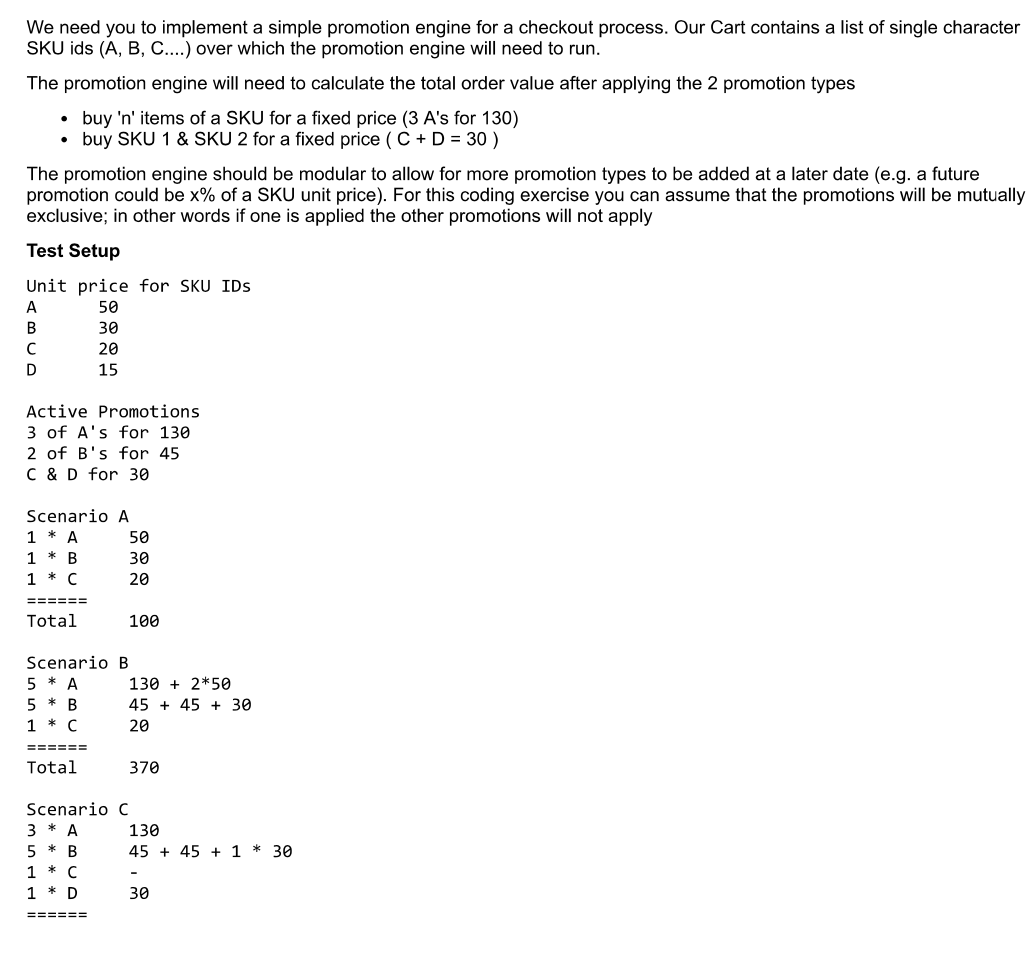 We need you to implement a simple promotion engine for a checkout process. Our Cart contains a list of single character
SKU ids (A, B, C....) over which the promotion engine will need to run.
The promotion engine will need to calculate the total order value after applying the 2 promotion types
• buy 'n' items of a SKU for a fixed price (3 A's for 130)
• buy SKU 1 & SKU 2 for a fixed price ( C + D = 30 )
The promotion engine should be modular to allow for more promotion types to be added at a later date (e.g. a future
promotion could be x% of a SKU unit price). For this coding exercise you can assume that the promotions will be mutually
exclusive; in other words if one is applied the other promotions will not apply
Test Setup
Unit price for SKU IDs
A 50
B 30
C 20
D 15
Active Promotions
3 of A's for 130
2 of B's for 45
C & D for 30
Scenario A
1 * A 50
1 * B 30
1 * C 20
======
Total 100
Scenario B
5 * A 130 + 2*50
5 * B 45 + 45 + 30
1 * C 20
======
Total 370
Scenario C
3 * A 130
5 * B 45 + 45 + 1 * 30
1 * C -
1 * D 30
======